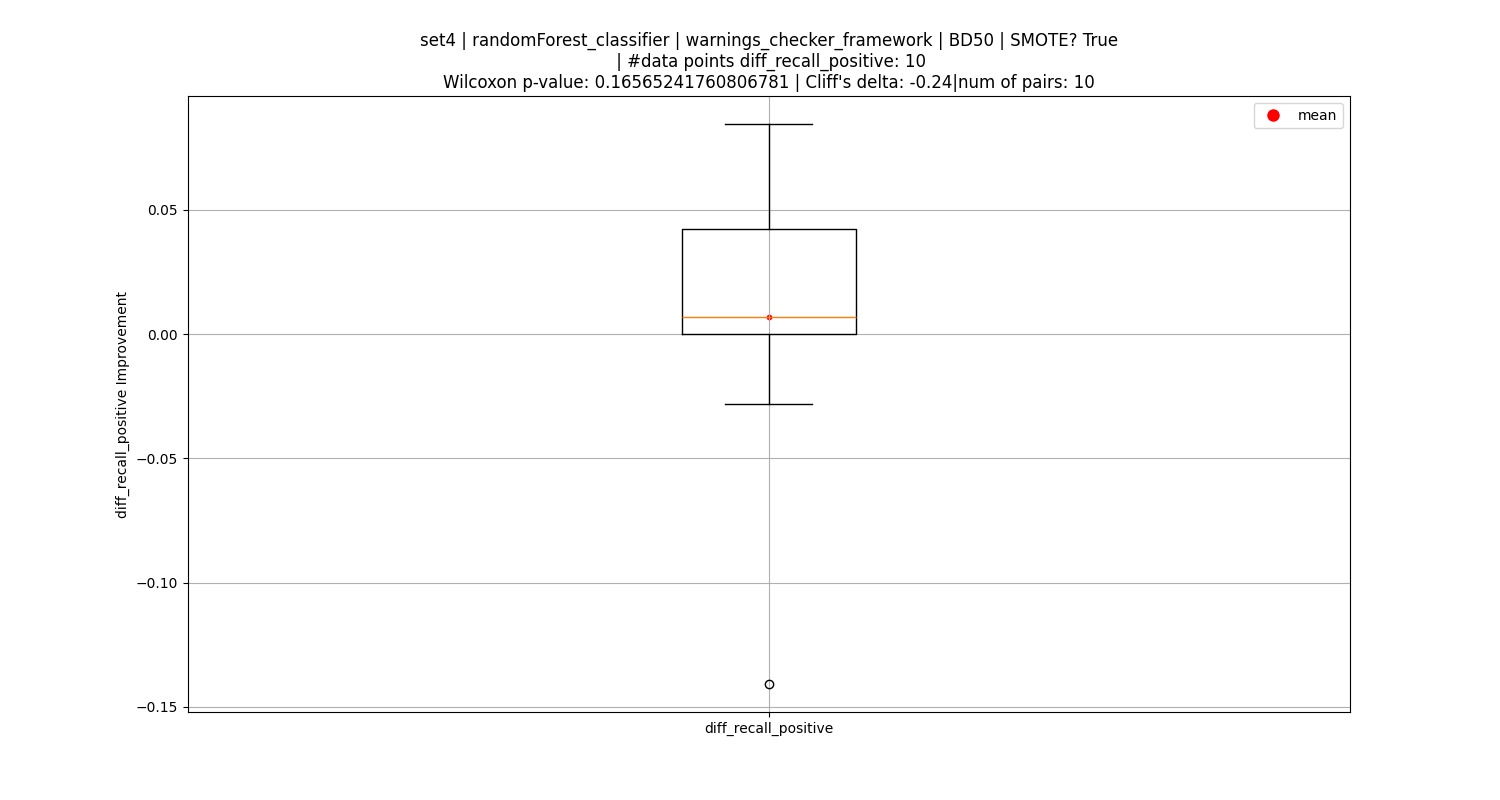 set4 | randomForest_classifier | warnings_checker_framework | BD50 | SMOTE? True
| #data points diff_recall_positive: 10
Wilcoxon p-value: 0.16565241760806781 | Cliff's delta: -0.24|num of pairs: 10
mean
0.05
0.00
−0.05
−0.10
−0.15
diff_recall_positive Improvement
diff_recall_positive